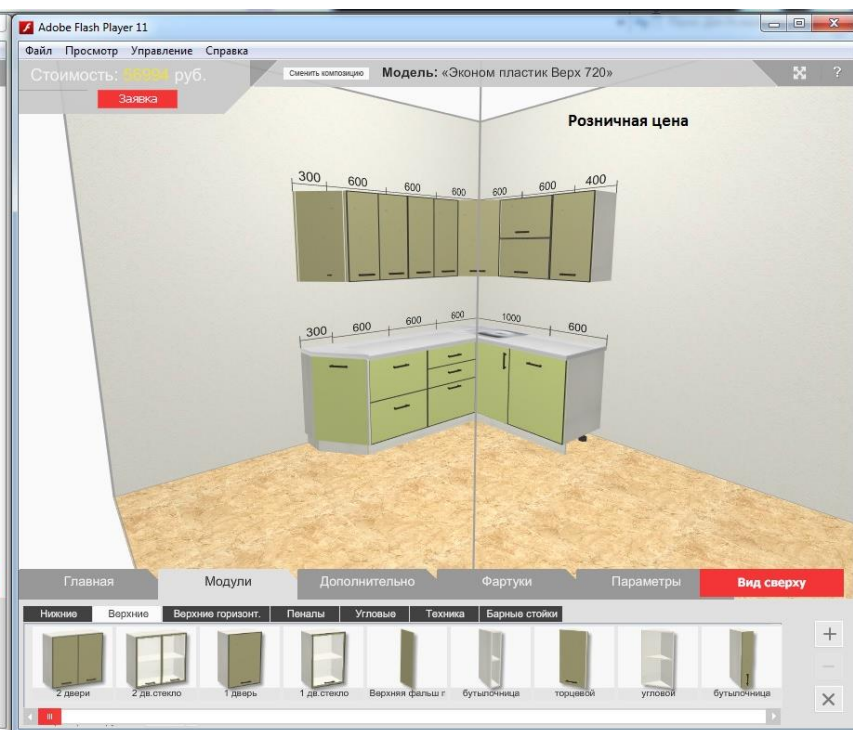 Adobe Flash Player 11
Файл Просмотр Управление Справка
Стоимость: 56994 руб.
Сменить композицию
Модель: «Эконом пластик Верх 720»
?
Заявка
Розничная цена
300 600 600 600 600 600 400
300 600 600 600 1000 600
Главная Модули Дополнительно Фартуки Параметры Вид сверху
Нижние Верхние Верхние горизонт. Пеналы Угловые Техника Барные стойки
2 двери 2 дв.стекло 1 дверь 1 дв.стекло Верхняя фальш п бутылочница торцевой угловой бутылочница